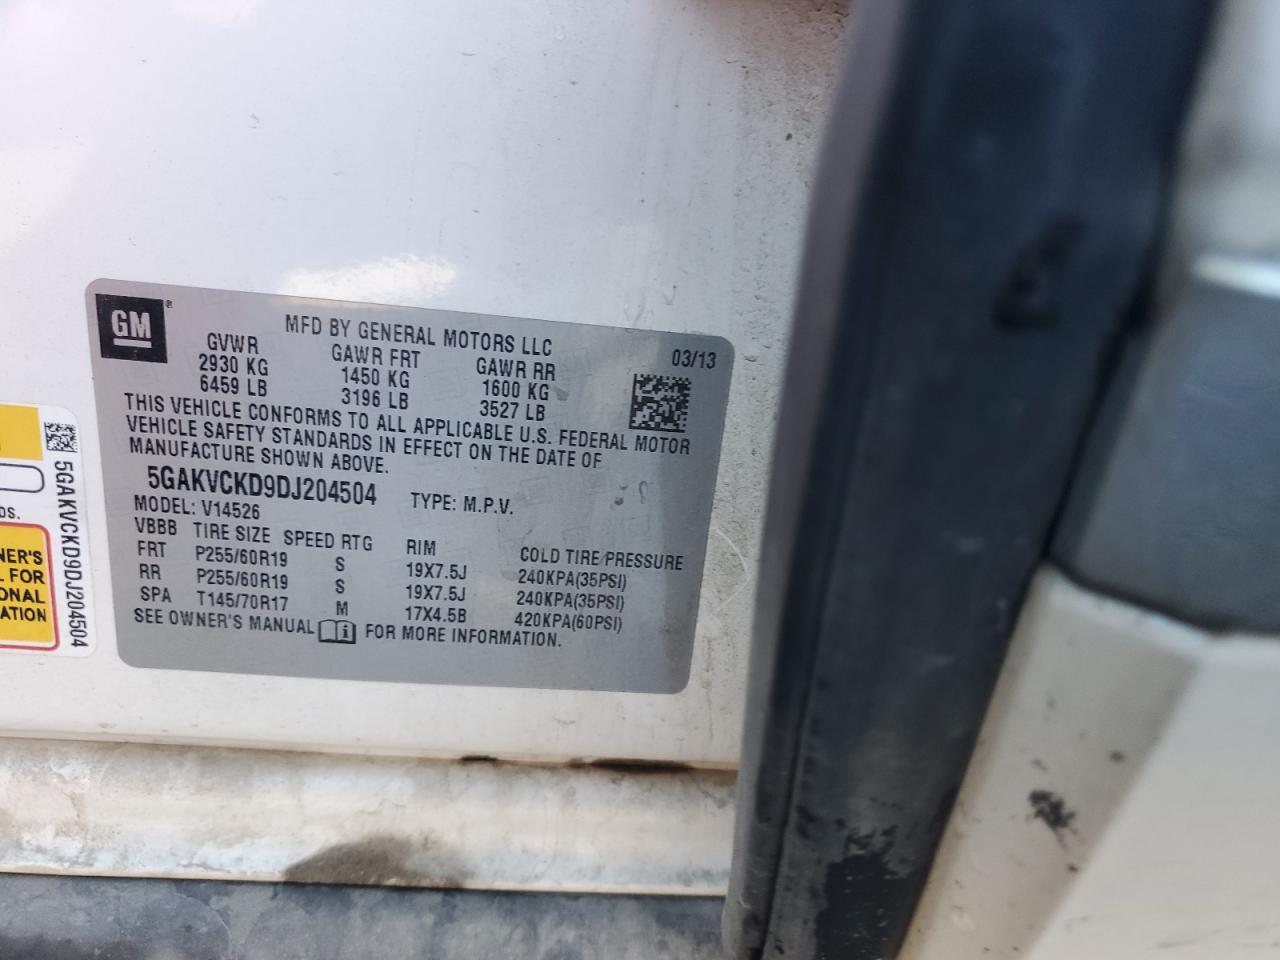 GM ®
MFD BY GENERAL MOTORS LLC
03/13
GVWR GAWR FRT GAWR RR
2930 KG 1450 KG 1600 KG
6459 LB 3196 LB 3527 LB
THIS VEHICLE CONFORMS TO ALL APPLICABLE U.S. FEDERAL MOTOR
VEHICLE SAFETY STANDARDS IN EFFECT ON THE DATE OF
MANUFACTURE SHOWN ABOVE.
5GAKVCKD9DJ204504 TYPE: M.P.V.
MODEL: V14526
VBBB TIRE SIZE SPEED RTG RIM COLD TIRE PRESSURE
FRT P255/60R19 S 19X7.5J 240KPA(35PSI)
RR P255/60R19 S 19X7.5J 240KPA(35PSI)
SPA T145/70R17 M 17X4.5B 420KPA(60PSI)
SEE OWNER'S MANUAL FOR MORE INFORMATION.
5GAKVCKD9DJ204504
NER'S
L FOR
ONAL
ATION